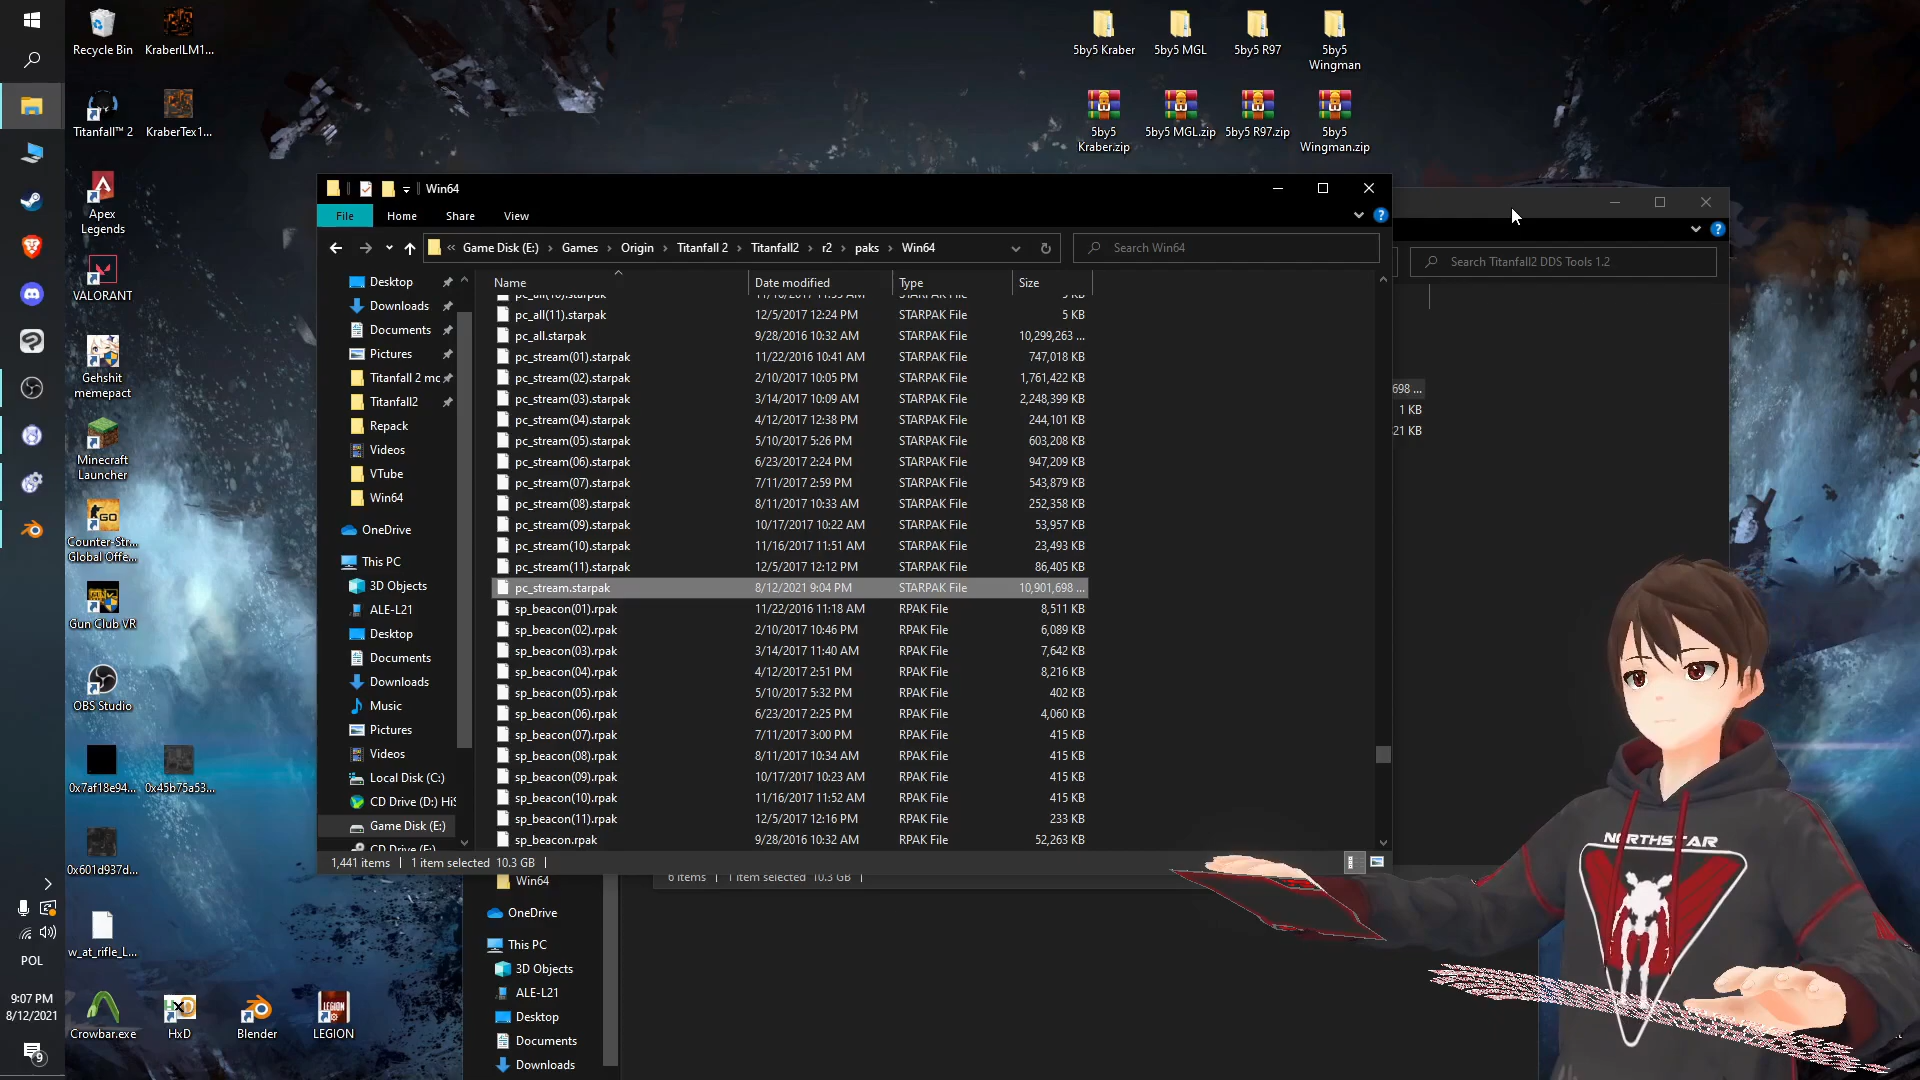 Recycle Bin
KraberILM1...
5by5 Kraber
5by5 MGL
5by5 R97
5by5
Wingman
Titanfall™ 2
KraberTex1...
5by5
Kraber.zip
5by5 MGL.zip
5by5 R97.zip
5by5
Wingman.zip
Apex
Legends
VALORANT
Gehshit
memepact
Minecraft
Launcher
Counter-Str...
Global Offe...
Gun Club VR
OBS Studio
0x7af18e94...
0x45b75a53...
0x601d937d...
w_at_rifle_L...
Crowbar.exe
HxD
Blender
LEGION
POL
9:07 PM
8/12/2021
9
Win64
File
Home
Share
View
« Game Disk (E:) > Games > Origin > Titanfall 2 > Titanfall2 > r2 > paks > Win64
Search Win64
Desktop
Downloads
Documents
Pictures
Titanfall 2 mc
Titanfall2
Repack
Videos
VTube
Win64
OneDrive
This PC
3D Objects
ALE-L21
Desktop
Documents
Downloads
Music
Pictures
Videos
Local Disk (C:)
CD Drive (D:) HiS
Game Disk (E:)
CD Drive (F:)
Name Date modified Type Size
pc_all(11).starpak 12/5/2017 12:24 PM STARPAK File 5 KB
pc_all.starpak 9/28/2016 10:32 AM STARPAK File 10,299,263 ...
pc_stream(01).starpak 11/22/2016 10:41 AM STARPAK File 747,018 KB
pc_stream(02).starpak 2/10/2017 10:05 PM STARPAK File 1,761,422 KB
pc_stream(03).starpak 3/14/2017 10:09 AM STARPAK File 2,248,399 KB
pc_stream(04).starpak 4/12/2017 12:38 PM STARPAK File 244,101 KB
pc_stream(05).starpak 5/10/2017 5:26 PM STARPAK File 603,208 KB
pc_stream(06).starpak 6/23/2017 2:24 PM STARPAK File 947,209 KB
pc_stream(07).starpak 7/11/2017 2:59 PM STARPAK File 543,879 KB
pc_stream(08).starpak 8/11/2017 10:33 AM STARPAK File 252,358 KB
pc_stream(09).starpak 10/17/2017 10:22 AM STARPAK File 53,957 KB
pc_stream(10).starpak 11/16/2017 11:51 AM STARPAK File 23,493 KB
pc_stream(11).starpak 12/5/2017 12:12 PM STARPAK File 86,405 KB
pc_stream.starpak 8/12/2021 9:04 PM STARPAK File 10,901,698 ...
sp_beacon(01).rpak 11/22/2016 11:18 AM RPAK File 8,511 KB
sp_beacon(02).rpak 2/10/2017 10:46 PM RPAK File 6,089 KB
sp_beacon(03).rpak 3/14/2017 11:40 AM RPAK File 7,642 KB
sp_beacon(04).rpak 4/12/2017 2:51 PM RPAK File 8,216 KB
sp_beacon(05).rpak 5/10/2017 5:32 PM RPAK File 402 KB
sp_beacon(06).rpak 6/23/2017 2:25 PM RPAK File 4,060 KB
sp_beacon(07).rpak 7/11/2017 3:00 PM RPAK File 415 KB
sp_beacon(08).rpak 8/11/2017 10:34 AM RPAK File 415 KB
sp_beacon(09).rpak 10/17/2017 10:23 AM RPAK File 415 KB
sp_beacon(10).rpak 11/16/2017 11:52 AM RPAK File 415 KB
sp_beacon(11).rpak 12/5/2017 12:16 PM RPAK File 233 KB
sp_beacon.rpak 9/28/2016 10:32 AM RPAK File 52,263 KB
1,441 items
1 item selected 10.3 GB
Search Titanfall2 DDS Tools 1.2
698 ...
1 KB
21 KB
6 items
1 item selected 10.3 GB
Win64
OneDrive
This PC
3D Objects
ALE-L21
Desktop
Documents
Downloads
NORTHSTAR